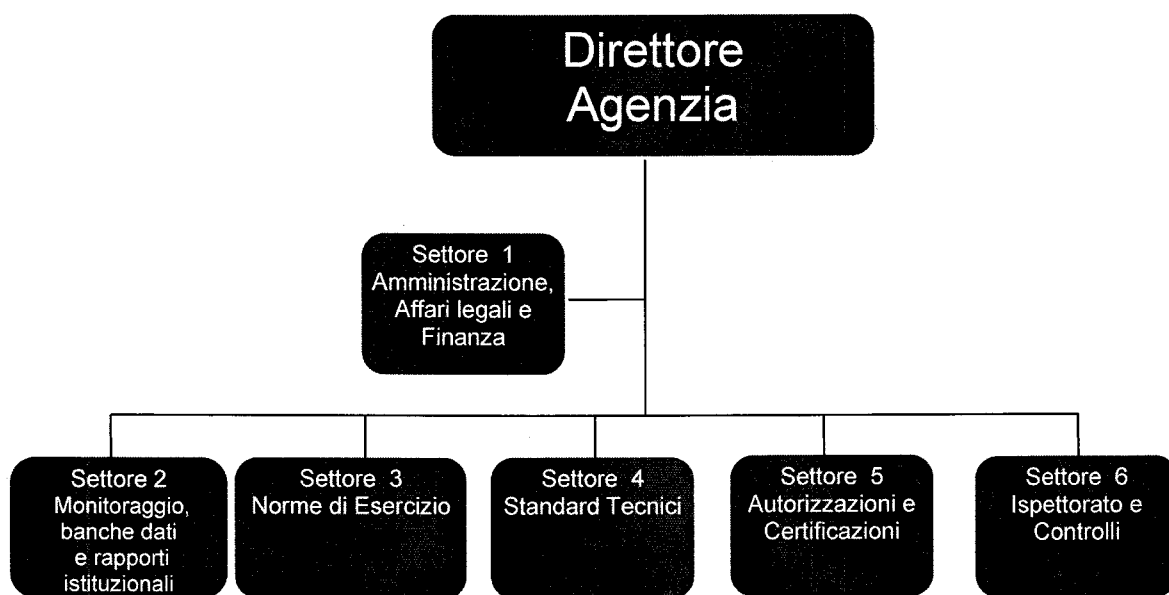 Direttore
Agenzia
Settore 1
Amministrazione,
Affari legali e
Finanza
Settore 2
Monitoraggio,
banche dati
e rapporti
istituzionali
Settore 3
Norme di Esercizio
Settore 4
Standard Tecnici
Settore 5
Autorizzazioni e
Certificazioni
Settore 6
Ispettorato e
Controlli